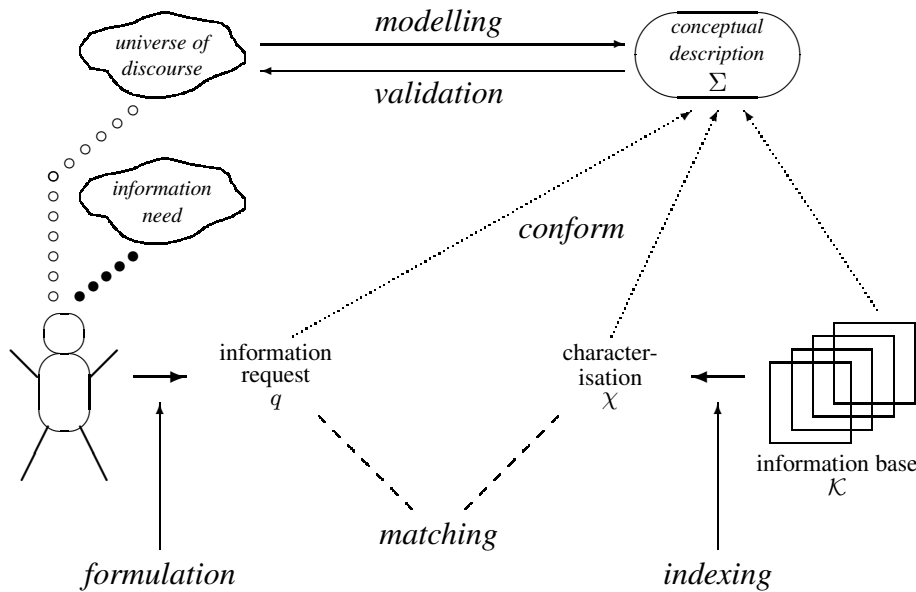 universe of
discourse
modelling
validation
conceptual
description
Σ
information
need
conform
information
request
q
character-
isation
χ
information base
𝒦
matching
formulation
indexing